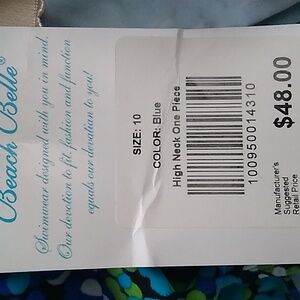 Beach Belle®
Swimwear designed with you in mind.
Our devotion to fit, fashion and function
equals our devotion to you!
SIZE: 10
COLOR: Blue
High Neck One Piece
100950014310
Manufacturer's
Suggested
Retail Price
$48.00